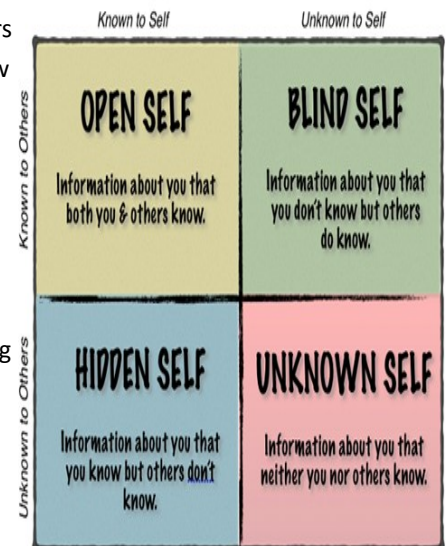 Known to Self
Unknown to Self
rs
w
g
Known to Others
Unknown to Others
OPEN SELF
Information about you that
both you & others know.
BLIND SELF
Information about you that
you don't know but others
do know.
HIDDEN SELF
Information about you that
you know but others don't
know.
UNKNOWN SELF
Information about you that
neither you nor others know.